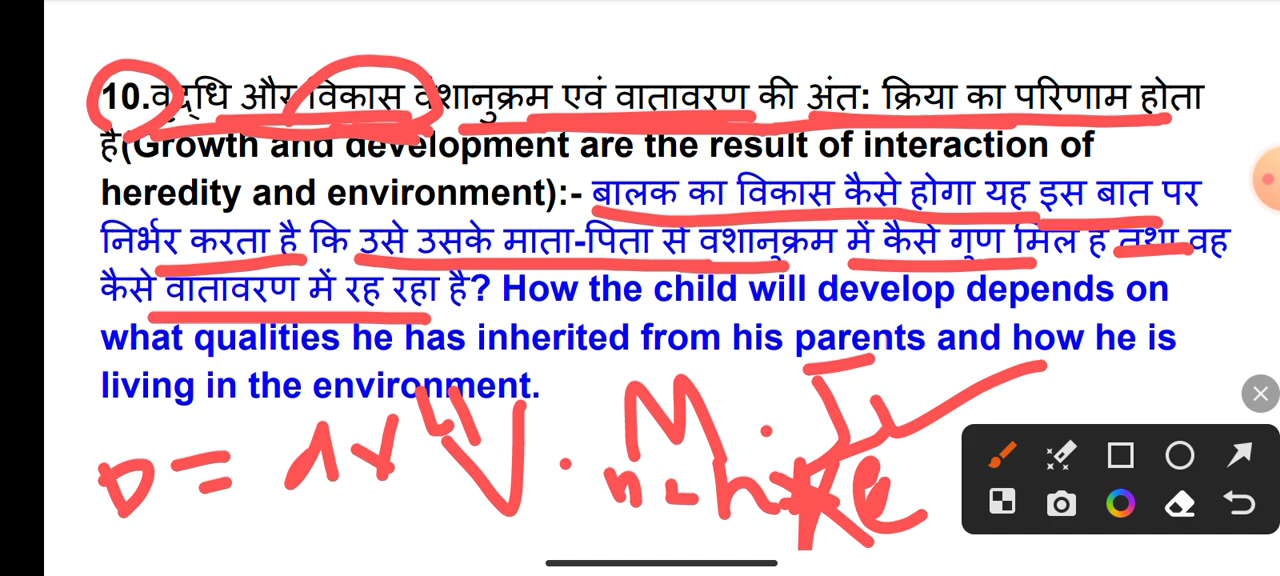 10.वृद्धि और विकास वंशानुक्रम एवं वातावरण की अंत: क्रिया का परिणाम होता
है(Growth and development are the result of interaction of
heredity and environment):- बालक का विकास कैसे होगा यह इस बात पर
निर्भर करता है कि उसे उसके माता-पिता से वंशानुक्रम में कैसे गुण मिले हैं तथा वह
कैसे वातावरण में रह रहा है? How the child will develop depends on
what qualities he has inherited from his parents and how he is
living in the environment.